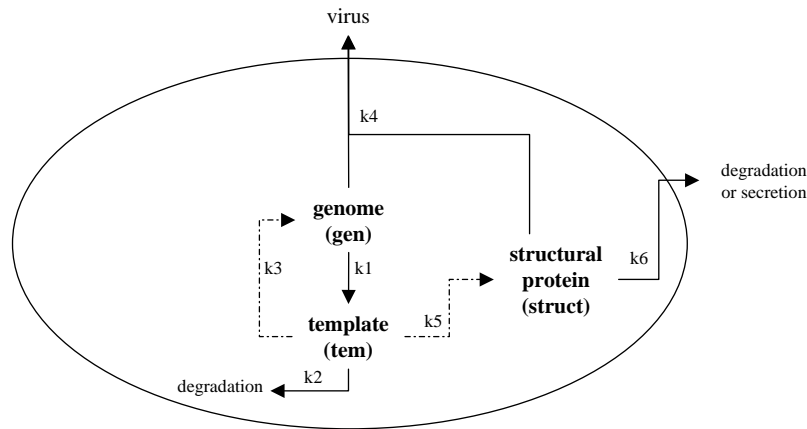 virus
k4
degradation
or secretion
genome
(gen)
structural
protein
(struct)
k6
k3
k1
k5
template
(tem)
k2
degradation